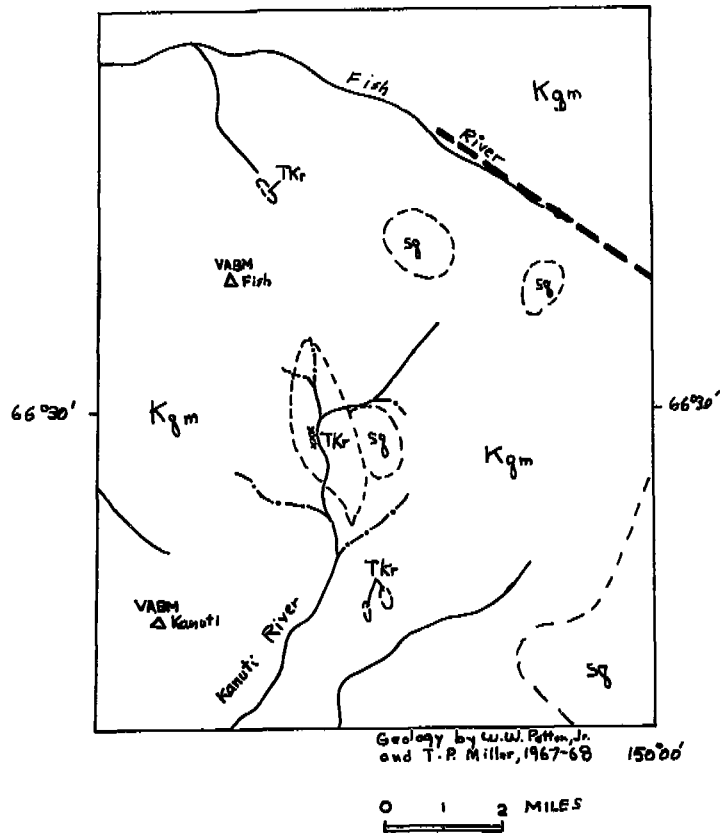 Fish
River
Kgm
TKr
Sq
VABM
Fish
Sq
66°30'
Kgm
TKr
Sq
Kgm
66°30'
TKr
VABM
Kanuti
Kanuti River
Sq
Geology by W.W. Patton, Jr.
and T.P. Miller, 1967-68
150°00'
0 1 2 MILES